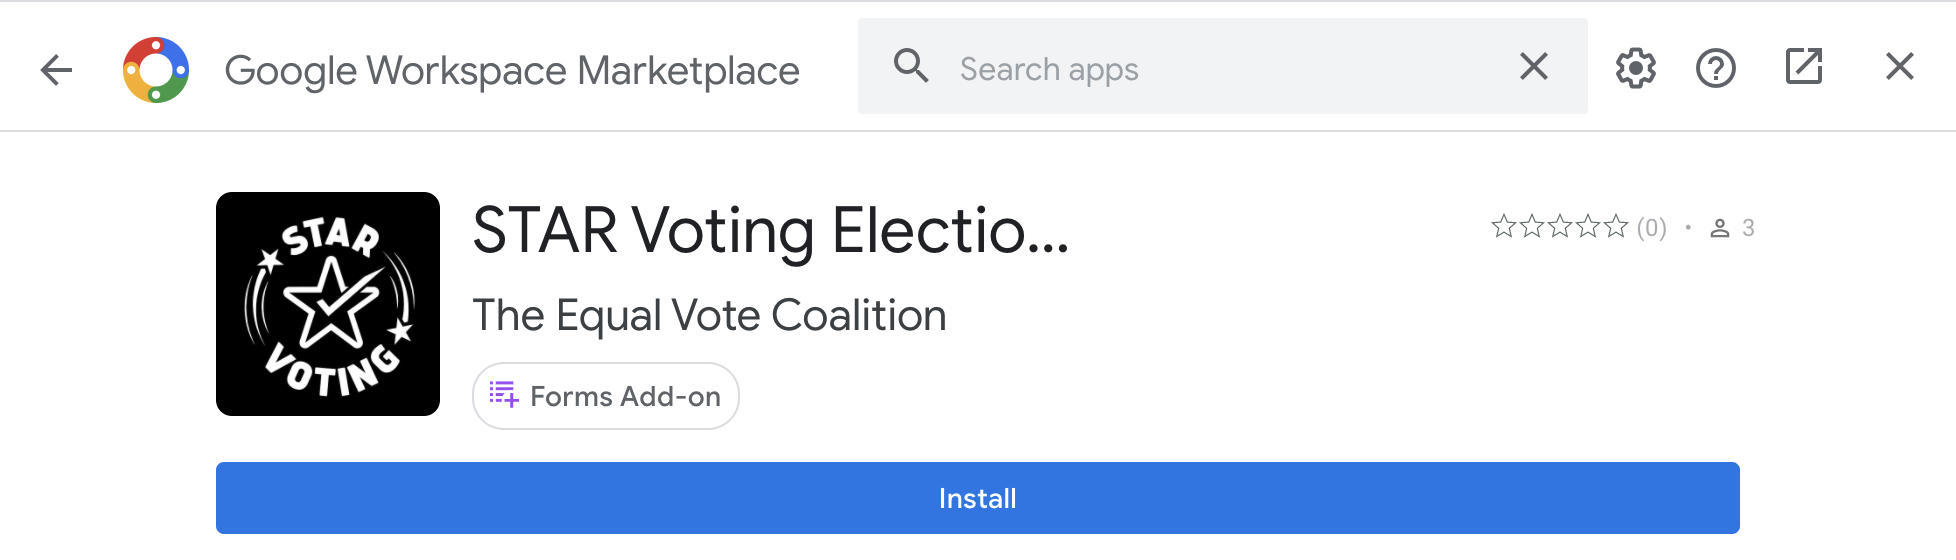 Google Workspace Marketplace
Search apps
STAR
VOTING
STAR Voting Electio...
(0) • 3
The Equal Vote Coalition
Forms Add-on
Install